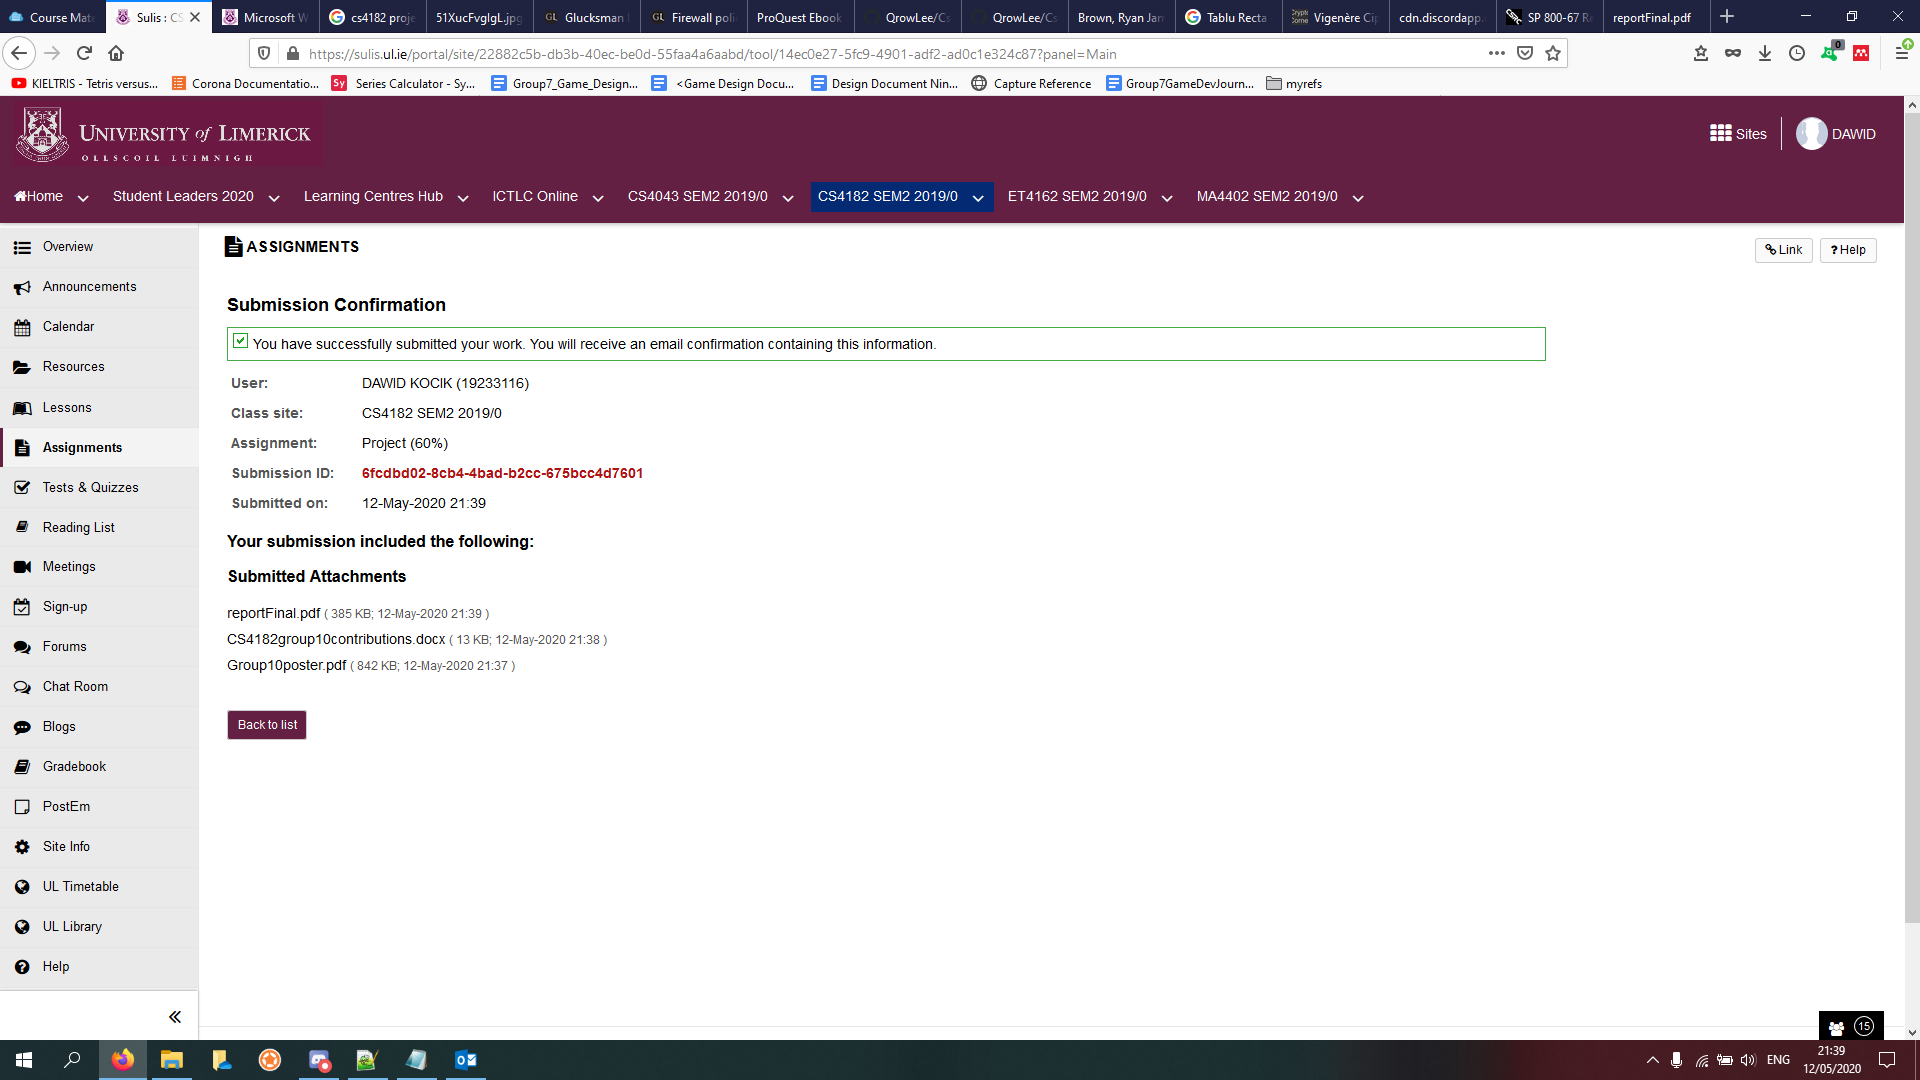 Course Mate
Sulis : CS
Microsoft W
cs4182 proje
51XucFvglgL.jpg
Glucksman
Firewall poli
ProQuest Ebook
QrowLee/Cs
QrowLee/Cs
Brown, Ryan Jam
Tablu Recta
Vigenère Cip
cdn.discordapp.
SP 800-67 Re
reportFinal.pdf
https://sulis.ul.ie/portal/site/22882c5b-db3b-40ec-be0d-55faa4a6aabd/tool/14ec0e27-5fc9-4901-adf2-ad0c1e324c87?panel=Main
0
KIELTRIS - Tetris versus...
Corona Documentatio...
Sy Series Calculator - Sy...
Group7_Game_Design...
<Game Design Docu...
Design Document Nin...
Capture Reference
Group7GameDevJourn...
myrefs
UNIVERSITY of LIMERICK
OLLSCOIL LUIMNIGH
Sites
DAWID
Home
Student Leaders 2020
Learning Centres Hub
ICTLC Online
CS4043 SEM2 2019/0
CS4182 SEM2 2019/0
ET4162 SEM2 2019/0
MA4402 SEM2 2019/0
Overview
Announcements
Calendar
Resources
Lessons
Assignments
Tests & Quizzes
Reading List
Meetings
Sign-up
Forums
Chat Room
Blogs
Gradebook
PostEm
Site Info
UL Timetable
UL Library
Help
«
ASSIGNMENTS
Link
? Help
Submission Confirmation
You have successfully submitted your work. You will receive an email confirmation containing this information.
User: DAWID KOCIK (19233116)
Class site: CS4182 SEM2 2019/0
Assignment: Project (60%)
Submission ID: 6fcdbd02-8cb4-4bad-b2cc-675bcc4d7601
Submitted on: 12-May-2020 21:39
Your submission included the following:
Submitted Attachments
reportFinal.pdf ( 385 KB; 12-May-2020 21:39 )
CS4182group10contributions.docx ( 13 KB; 12-May-2020 21:38 )
Group10poster.pdf ( 842 KB; 12-May-2020 21:37 )
Back to list
15
ENG
21:39
12/05/2020